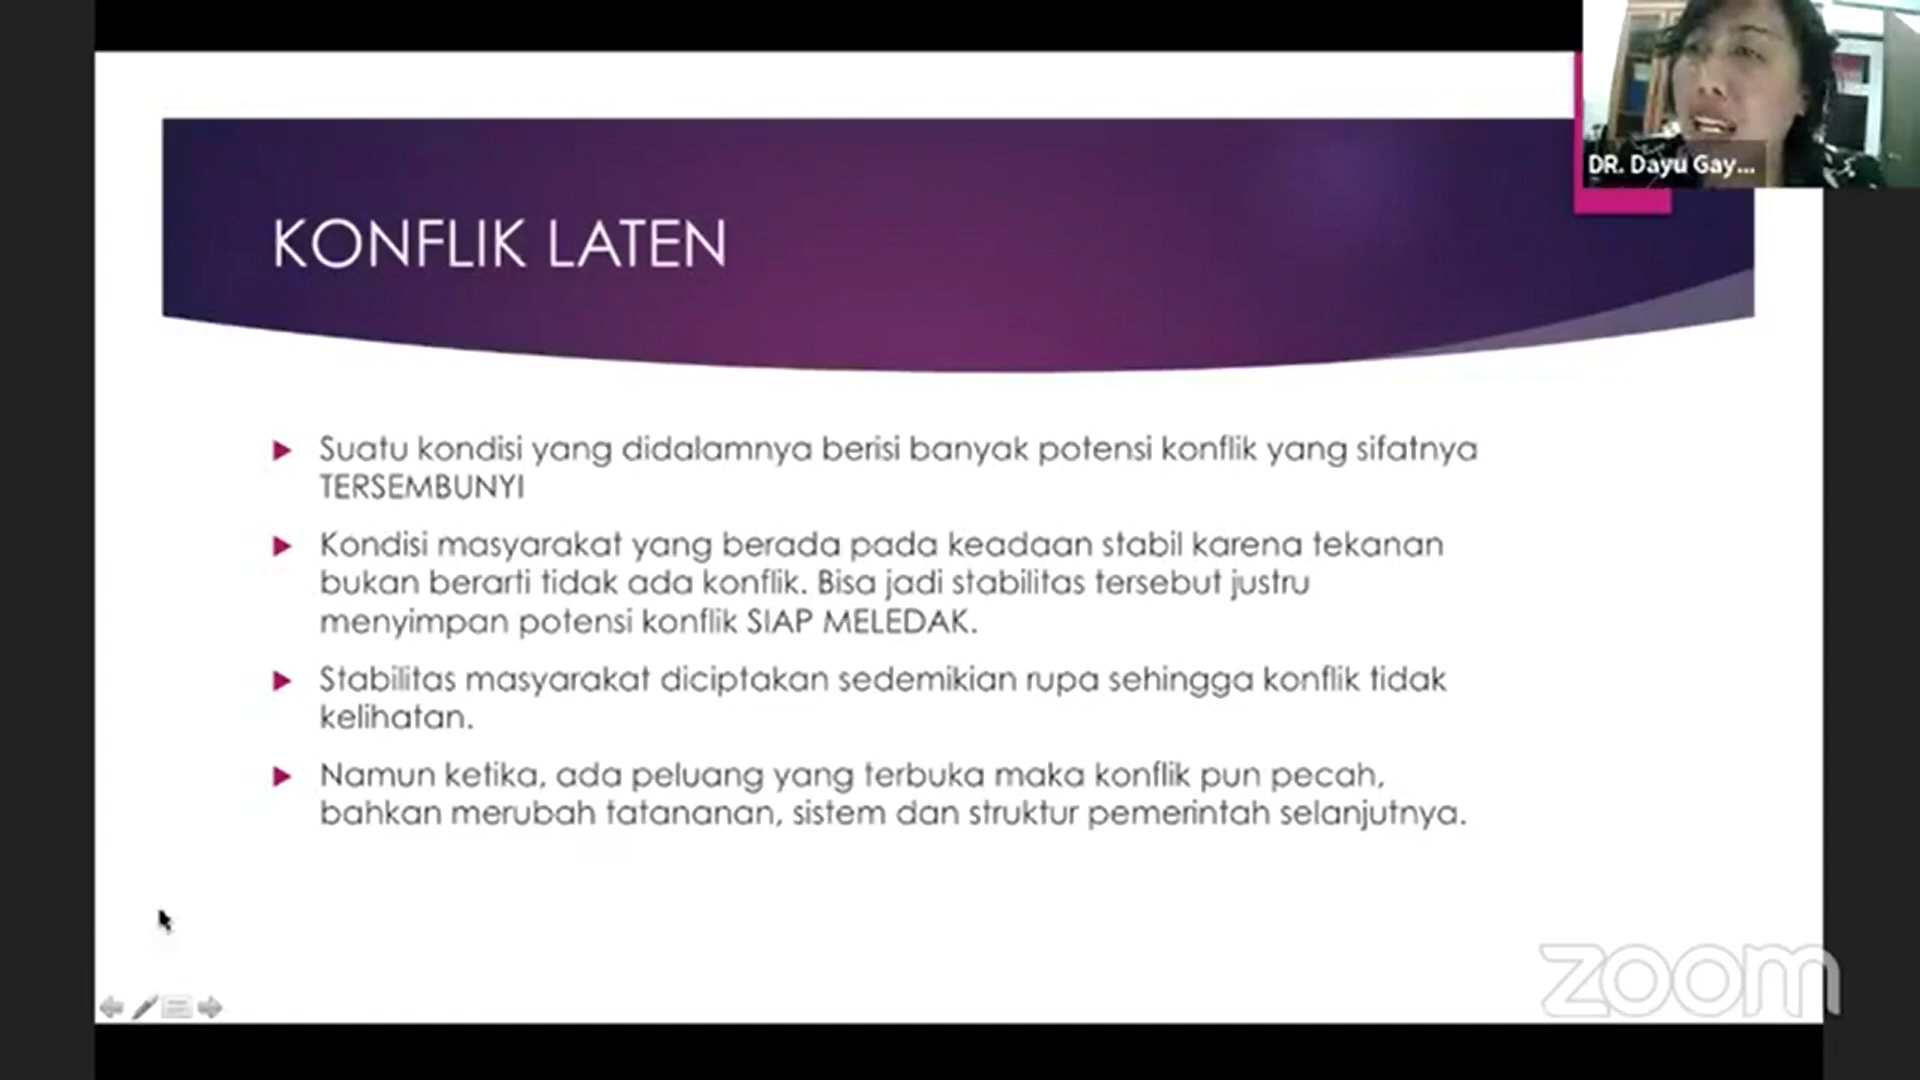 DR. Dayu Gay...
KONFLIK LATEN
Suatu kondisi yang didalamnya berisi banyak potensi konflik yang sifatnya
TERSEMBUNYI
Kondisi masyarakat yang berada pada keadaan stabil karena tekanan
bukan berarti tidak ada konflik. Bisa jadi stabilitas tersebut justru
menyimpan potensi konflik SIAP MELEDAK.
Stabilitas masyarakat diciptakan sedemikian rupa sehingga konflik tidak
kelihatan.
Namun ketika, ada peluang yang terbuka maka konflik pun pecah,
bahkan merubah tatananan, sistem dan struktur pemerintah selanjutnya.
zoom